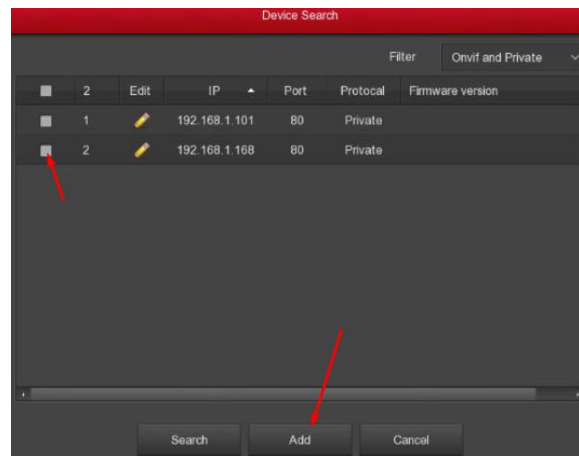 Device Search
Filter Onvif and Private
2 Edit IP Port Protocal Firmware version
1 192.168.1.101 80 Private
2 192.168.1.168 80 Private
Search Add Cancel